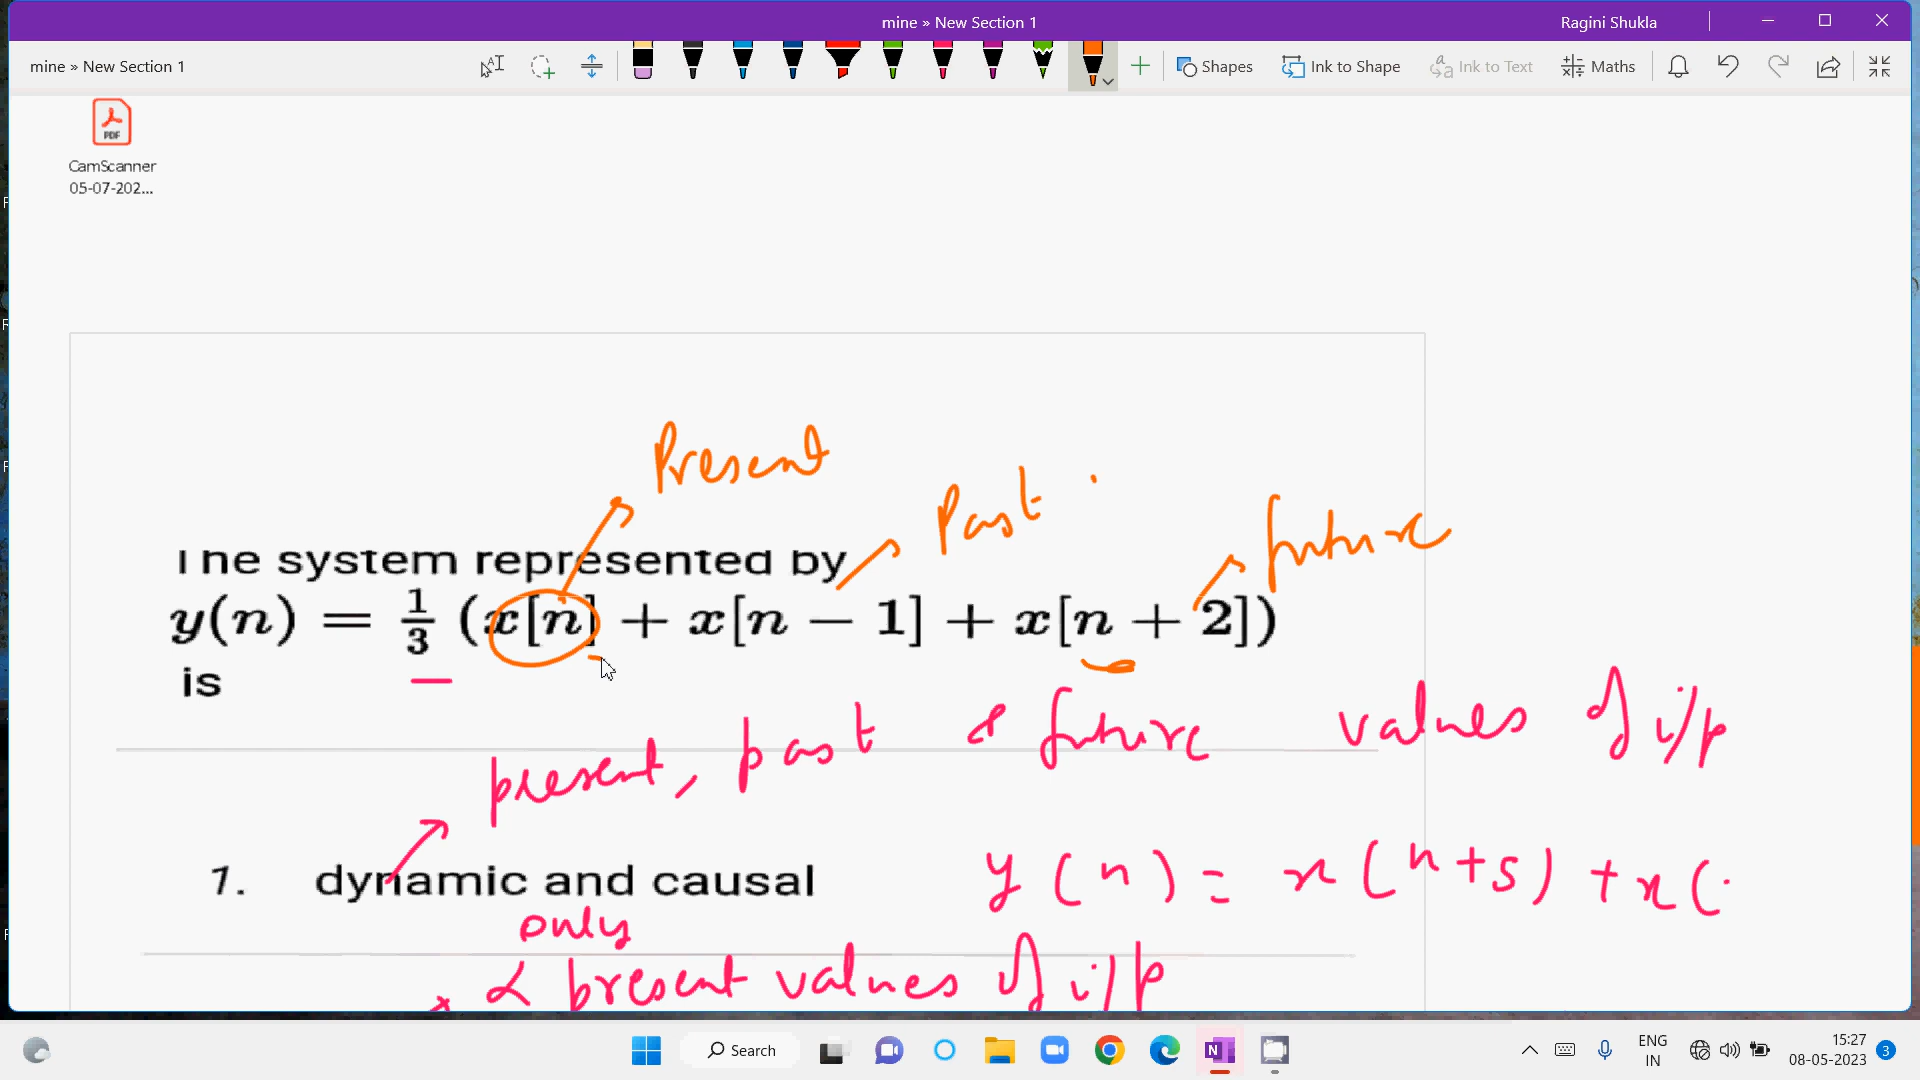 mine » New Section 1
Ragini Shukla
mine » New Section 1
Shapes
Ink to Shape
Ink to Text
Maths
PDF
CamScanner
05-07-202...
Present
Past
future
The system represented by
y(n) = 1/3 (x[n] + x[n − 1] + x[n + 2])
is
present, past & future values of i/p
1. dynamic and causal
y(n) = x(n+5) + x(
only
α present values of i/p
Search
ENG
IN
15:27
08-05-2023
3